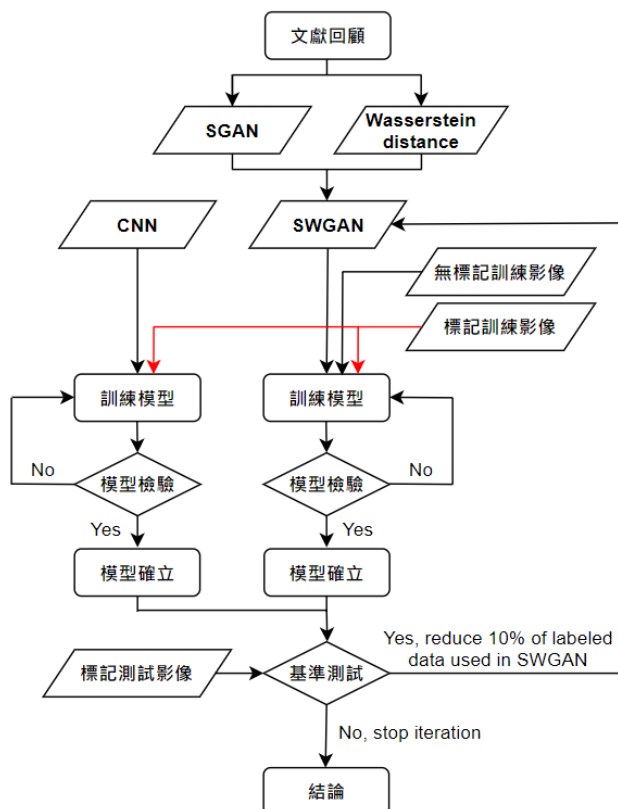 文獻回顧
SGAN
Wasserstein
distance
CNN
SWGAN
無標記訓練影像
標記訓練影像
訓練模型
訓練模型
No
模型檢驗
模型檢驗
No
Yes
Yes
模型確立
模型確立
標記測試影像
基準測試
Yes, reduce 10% of labeled
data used in SWGAN
No, stop iteration
結論